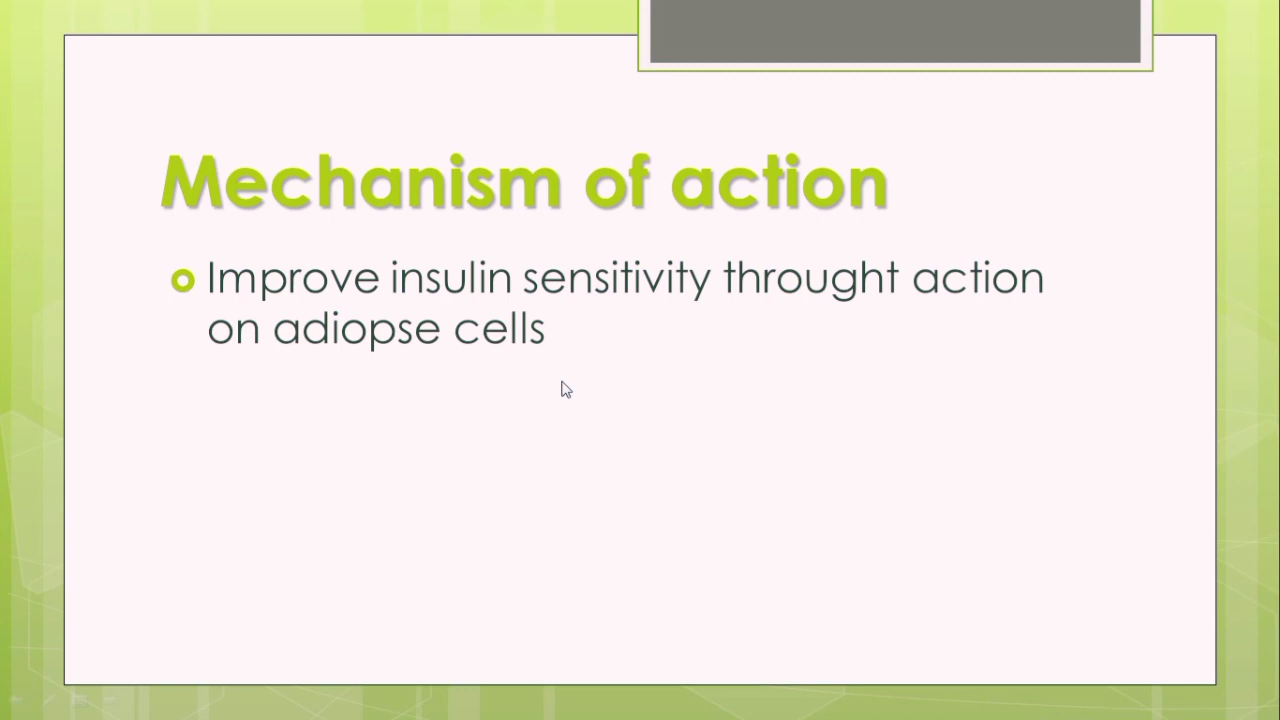 Mechanism of action
Improve insulin sensitivity throught action
on adiopse cells